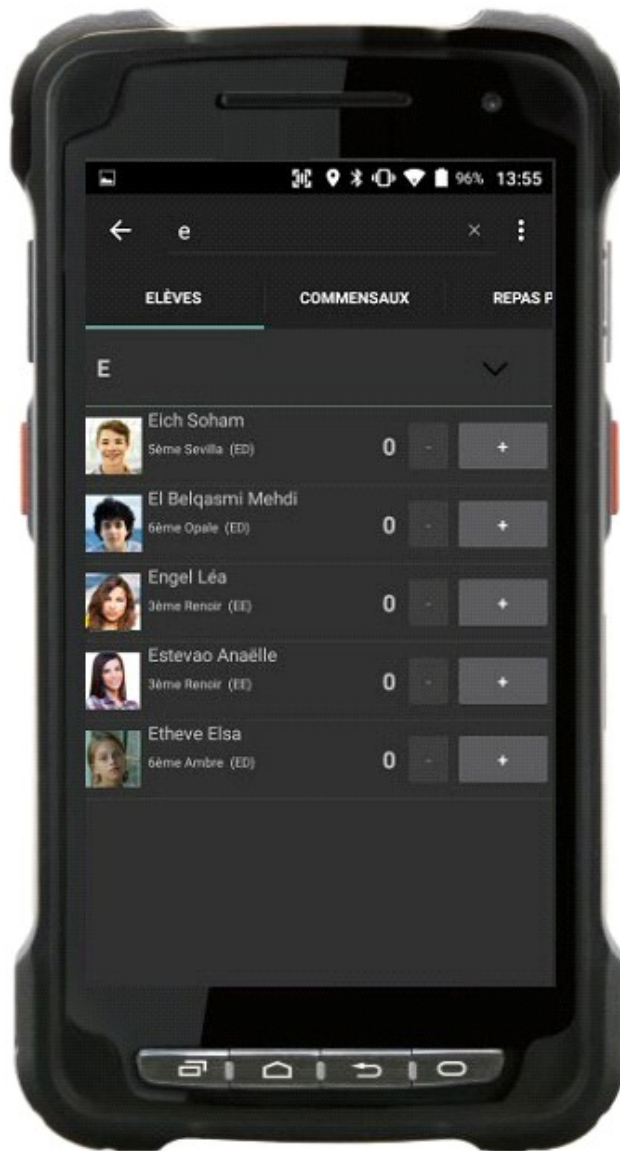 96% 13:55
e ×
ELÈVES COMMENSAUX REPAS P
E
Eich Soham
5ème Sevilla (ED) 0 - +
El Belqasmi Mehdi
6ème Opale (ED) 0 - +
Engel Léa
3ème Renoir (EE) 0 - +
Estevao Anaëlle
3ème Renoir (EE) 0 - +
Etheve Elsa
6ème Ambre (ED) 0 - +